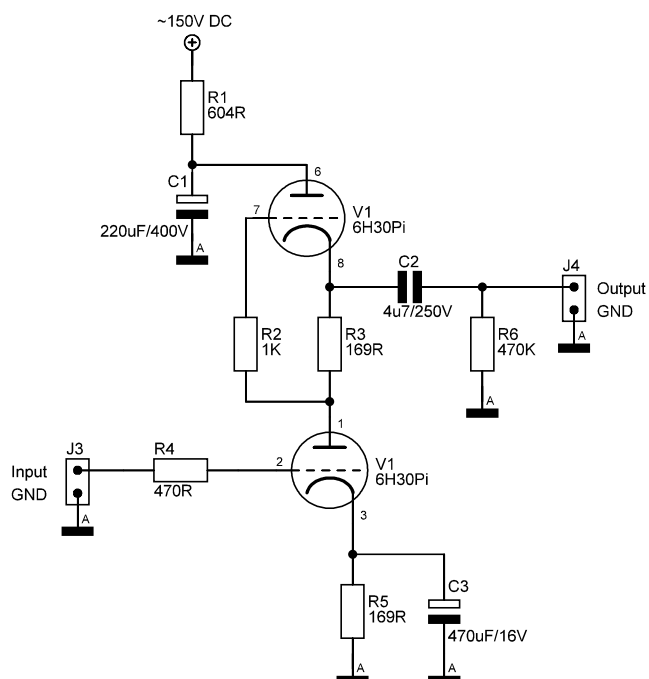 ~150V DC
R1
604R
C1
220uF/400V
A
6
7
V1
6H30Pi
8
C2
4u7/250V
J4
Output
GND
A
R2
1K
R3
169R
R6
470K
A
1
J3
Input
GND
A
R4
470R
2
V1
6H30Pi
3
R5
169R
A
C3
470uF/16V
A